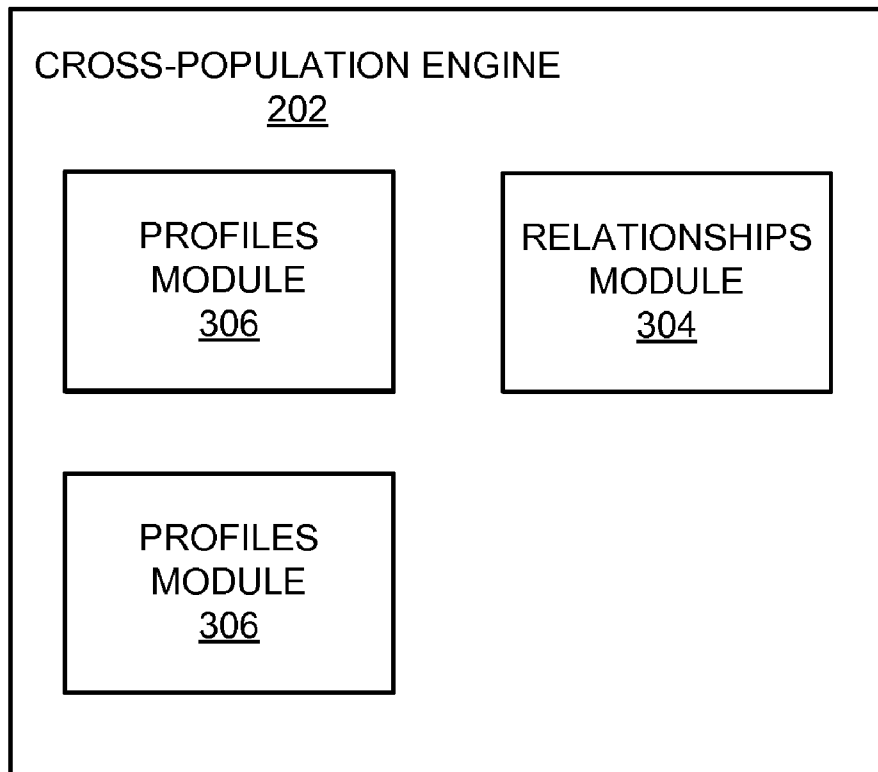 CROSS-POPULATION ENGINE
202
PROFILES
MODULE
306
RELATIONSHIPS
MODULE
304
PROFILES
MODULE
306